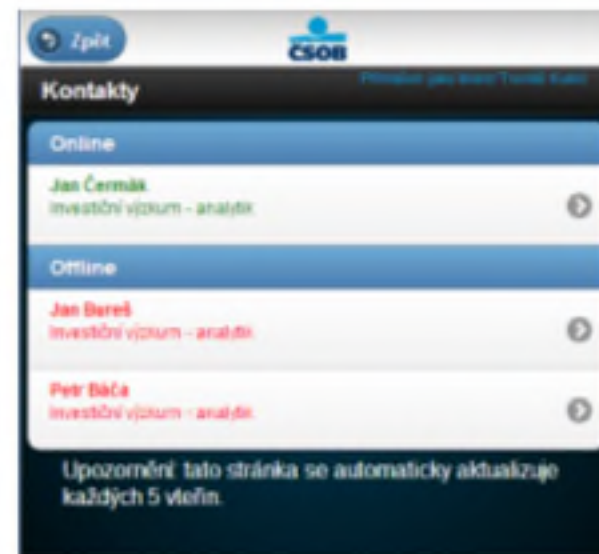 Zpět
ČSOB
Kontakty
Online
Jan Čermák
Investiční výzkum - analytik
Offline
Jan Bureš
Investiční výzkum - analytik
Petr Báča
Investiční výzkum - analytik
Upozornění: tato stránka se automaticky aktualizuje
každých 5 vteřin.